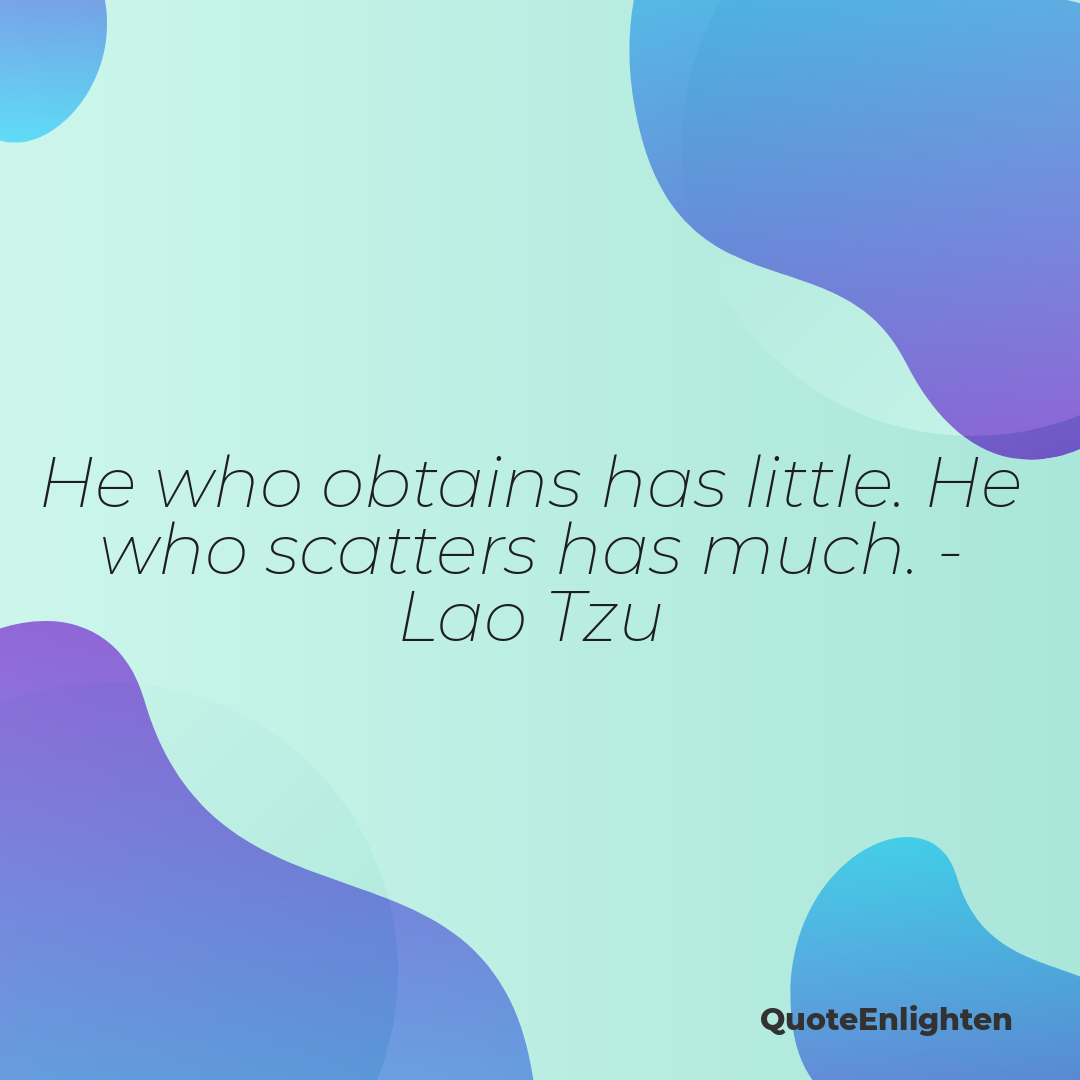 He who obtains has little. He
who scatters has much. -
Lao Tzu
QuoteEnlighten